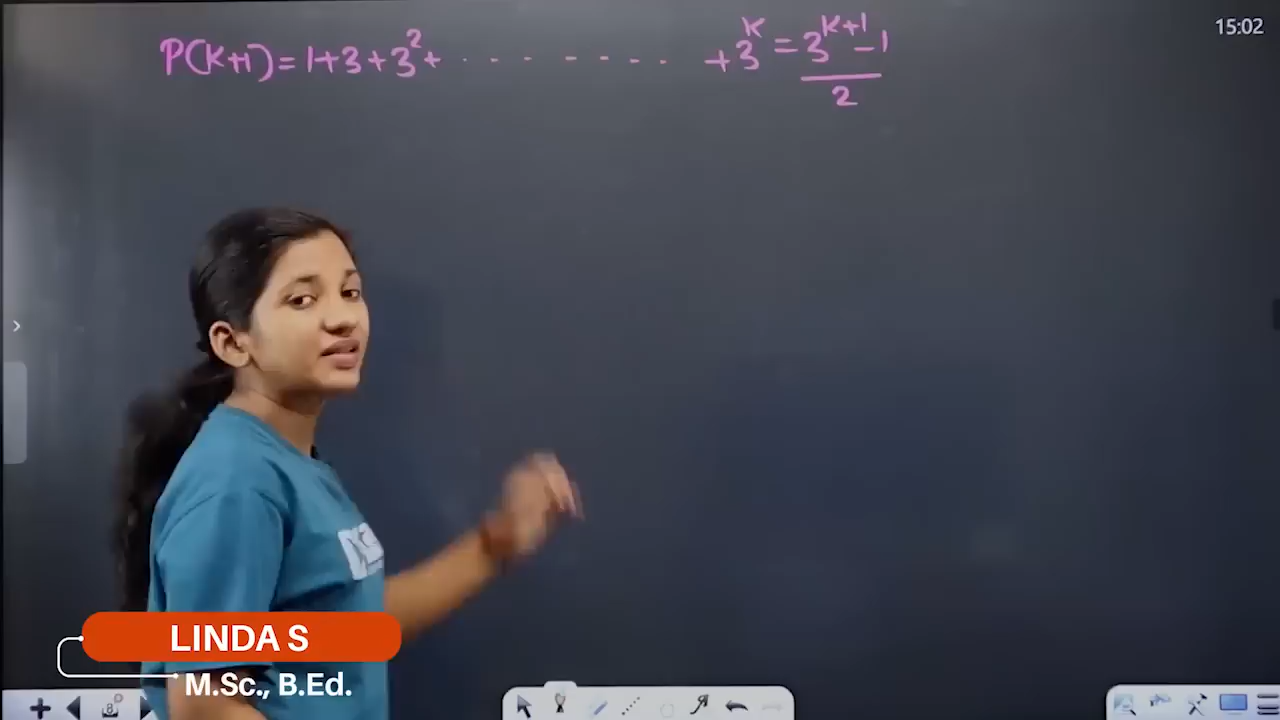 15:02
P(k+1) = 1+3+3²+ . . - - - - . . +3ᵏ = 3ᵏ⁺¹-1
2
LINDA S
M.Sc., B.Ed.